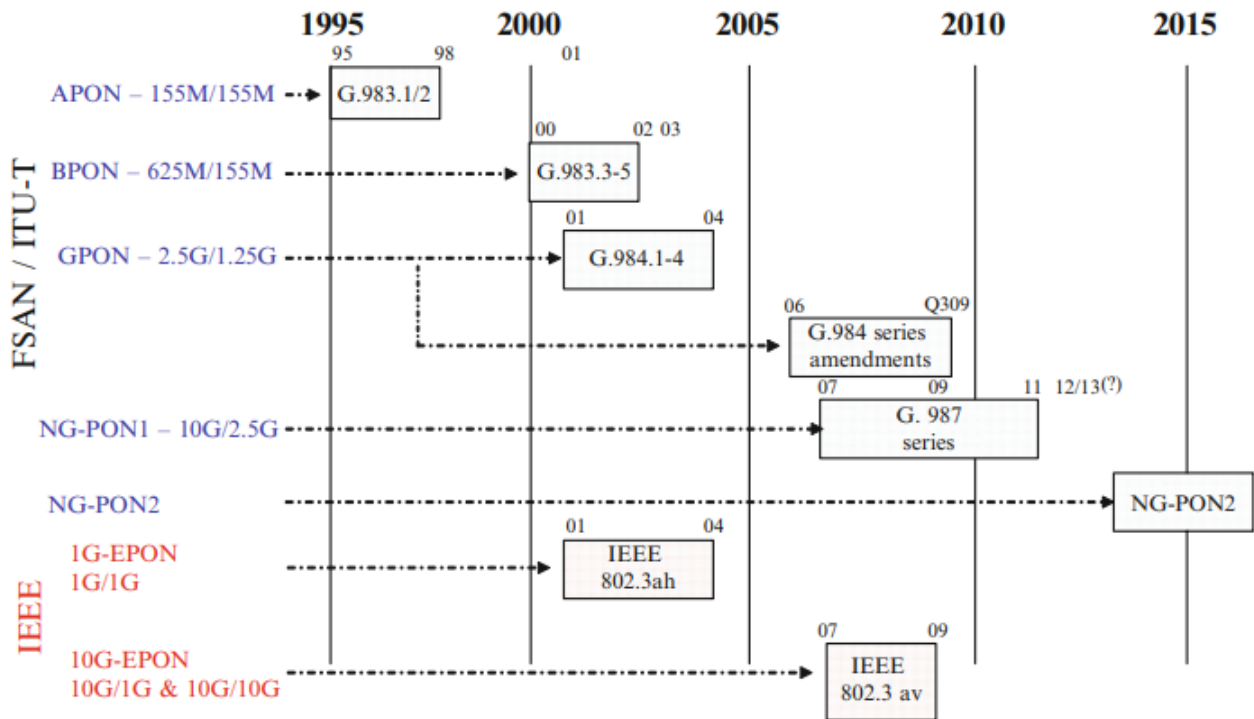 1995 2000 2005 2010 2015
95 98 01
APON – 155M/155M G.983.1/2
00 02 03
BPON – 625M/155M G.983.3-5
FSAN / ITU-T
01 04
GPON – 2.5G/1.25G G.984.1-4
06 Q309
G.984 series
amendments
07 09 11 12/13(?)
NG-PON1 – 10G/2.5G G. 987
series
NG-PON2 NG-PON2
01 04
1G-EPON IEEE
1G/1G 802.3ah
IEEE
07 09
10G-EPON IEEE
10G/1G & 10G/10G 802.3 av